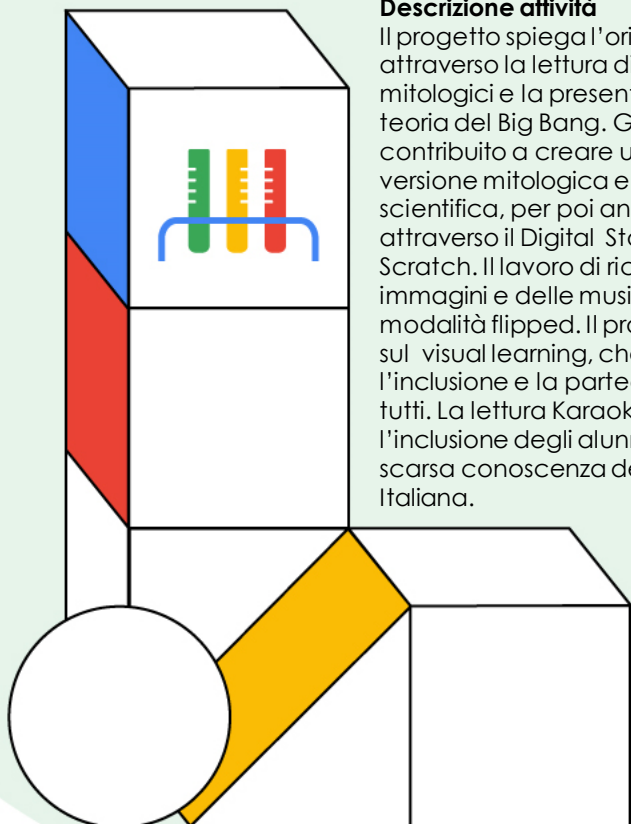 Descrizione attività
Il progetto spiega l'ori
attraverso la lettura di
mitologici e la present
teoria del Big Bang. G
contribuito a creare u
versione mitologica e
scientifica, per poi an
attraverso il Digital Sto
Scratch. Il lavoro di ric
immagini e delle musi
modalità flipped. Il pro
sul visual learning, che
l'inclusione e la parte
tutti. La lettura Karaok
l'inclusione degli alunn
scarsa conoscenza de
Italiana.